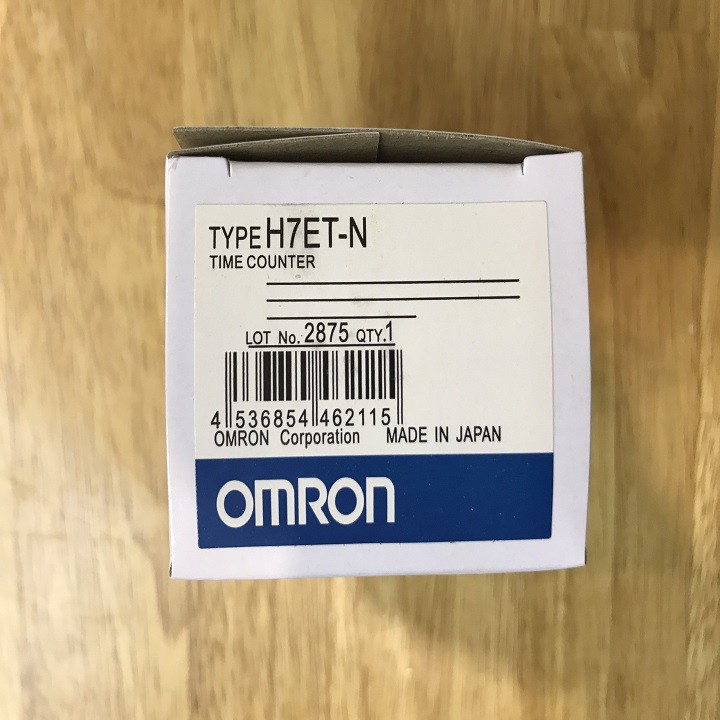 TYPE H7ET-N
TIME COUNTER
LOT No. 2875 QTY.1
4 536854 462115
OMRON Corporation MADE IN JAPAN
OMRON